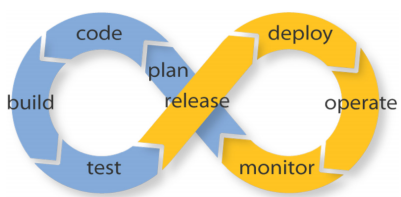 code
deploy
plan
build
release
operate
test
monitor